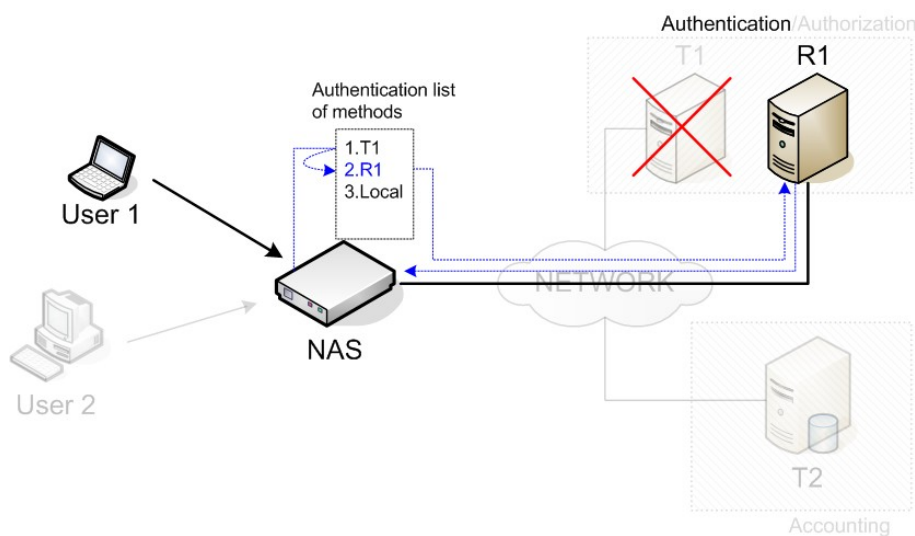 Authentication/Authorization
T1
R1
Authentication list
of methods
1.T1
2.R1
3.Local
User 1
NETWORK
NAS
User 2
T2
Accounting